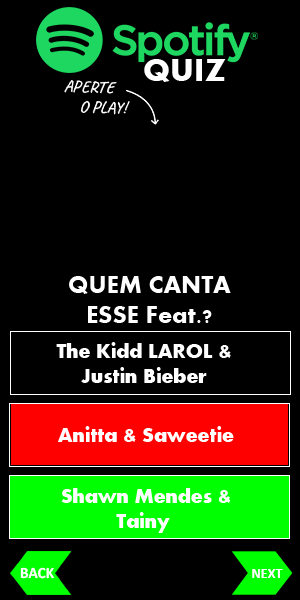 Spotify®
QUIZ
APERTE
O PLAY!
QUEM CANTA
ESSE Feat.?
The Kidd LAROL &
Justin Bieber
Anitta & Saweetie
Shawn Mendes &
Tainy
BACK
NEXT